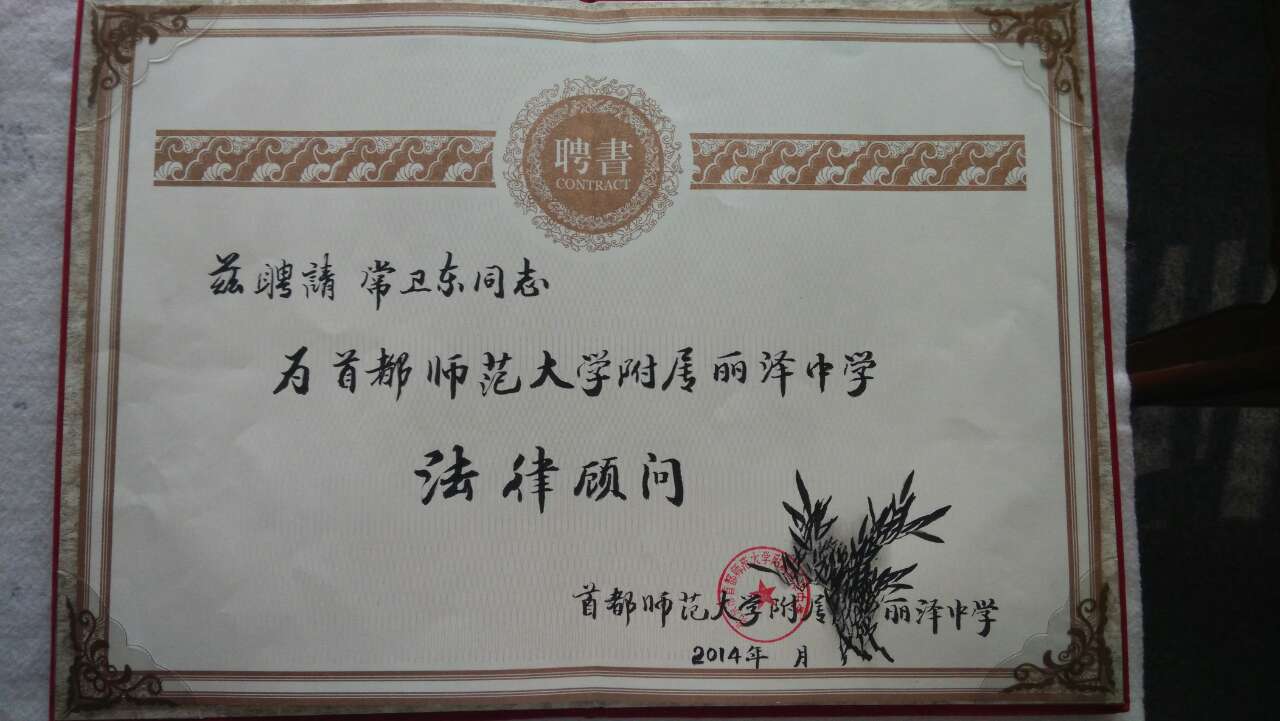 聘書
CONTRACT
兹聘請 常卫东同志
为首都师范大学附属丽泽中学
法律顾问
首都师范大学附属丽泽中学
2014年 月